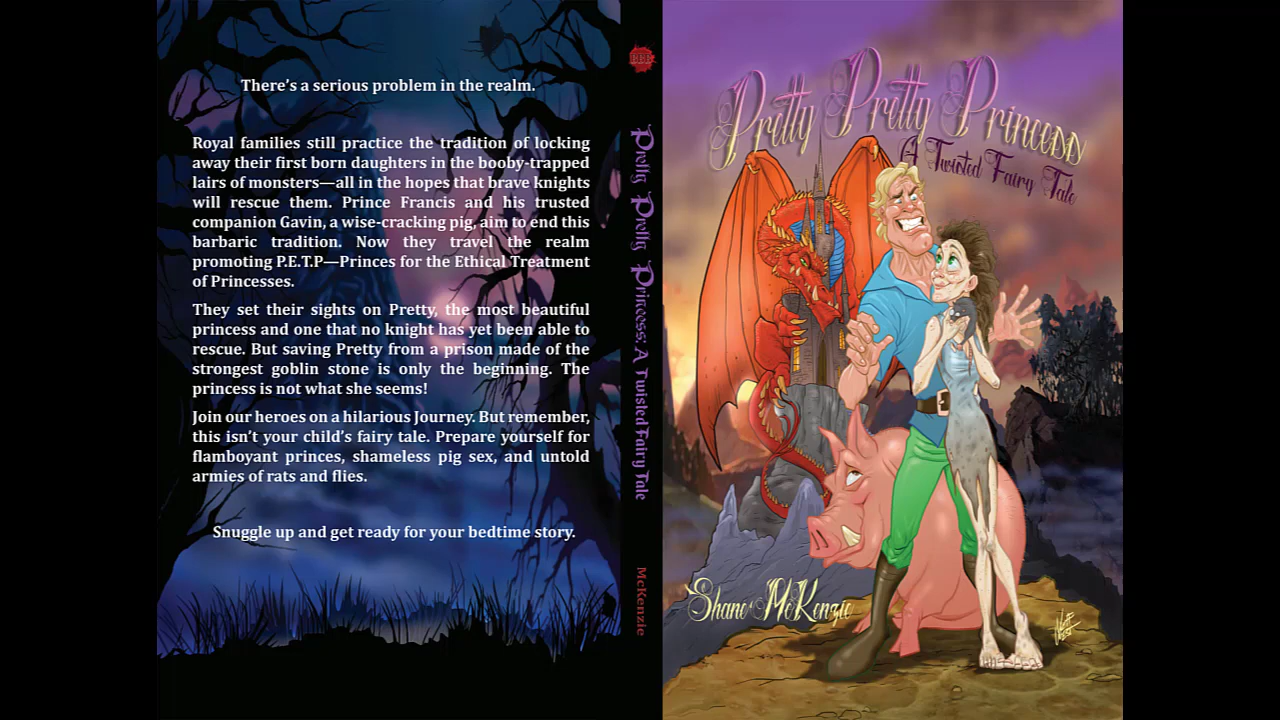 There's a serious problem in the realm.
Royal families still practice the tradition of locking
away their first born daughters in the booby-trapped
lairs of monsters—all in the hopes that brave knights
will rescue them. Prince Francis and his trusted
companion Gavin, a wise-cracking pig, aim to end this
barbaric tradition. Now they travel the realm
promoting P.E.T.P—Princes for the Ethical Treatment
of Princesses.
They set their sights on Pretty, the most beautiful
princess and one that no knight has yet been able to
rescue. But saving Pretty from a prison made of the
strongest goblin stone is only the beginning. The
princess is not what she seems!
Join our heroes on a hilarious Journey. But remember,
this isn't your child's fairy tale. Prepare yourself for
flamboyant princes, shameless pig sex, and untold
armies of rats and flies.
Snuggle up and get ready for your bedtime story.
Pretty Pretty Princess: A Twisted Fairy Tale
McKenzie
Pretty Pretty Princess
A Twisted Fairy Tale
Shane McKenzie